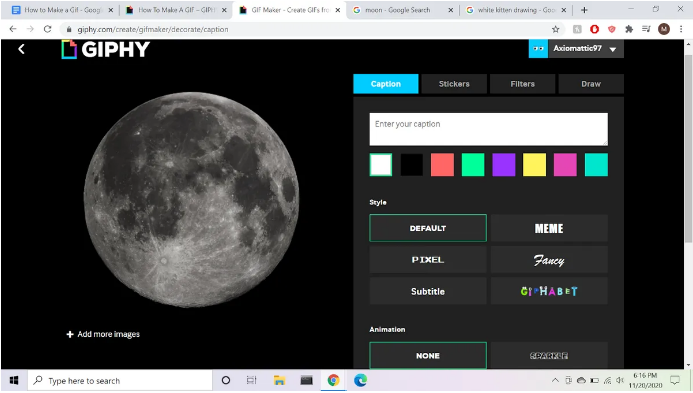 How to Make a Gif - Googl
How To Make A GIF – GIPH
GIF Maker - Create GIFs from
moon - Google Search
white kitten drawing - Goo
giphy.com/create/gifmaker/decorate/caption
M
GIPHY
Axiomattic97
Caption
Stickers
Filters
Draw
Enter your caption
Style
DEFAULT
MEME
PIXEL
Fancy
Subtitle
GIPHABET
Add more images
Animation
NONE
SPARKLE
Type here to search
6:16 PM
11/20/2020